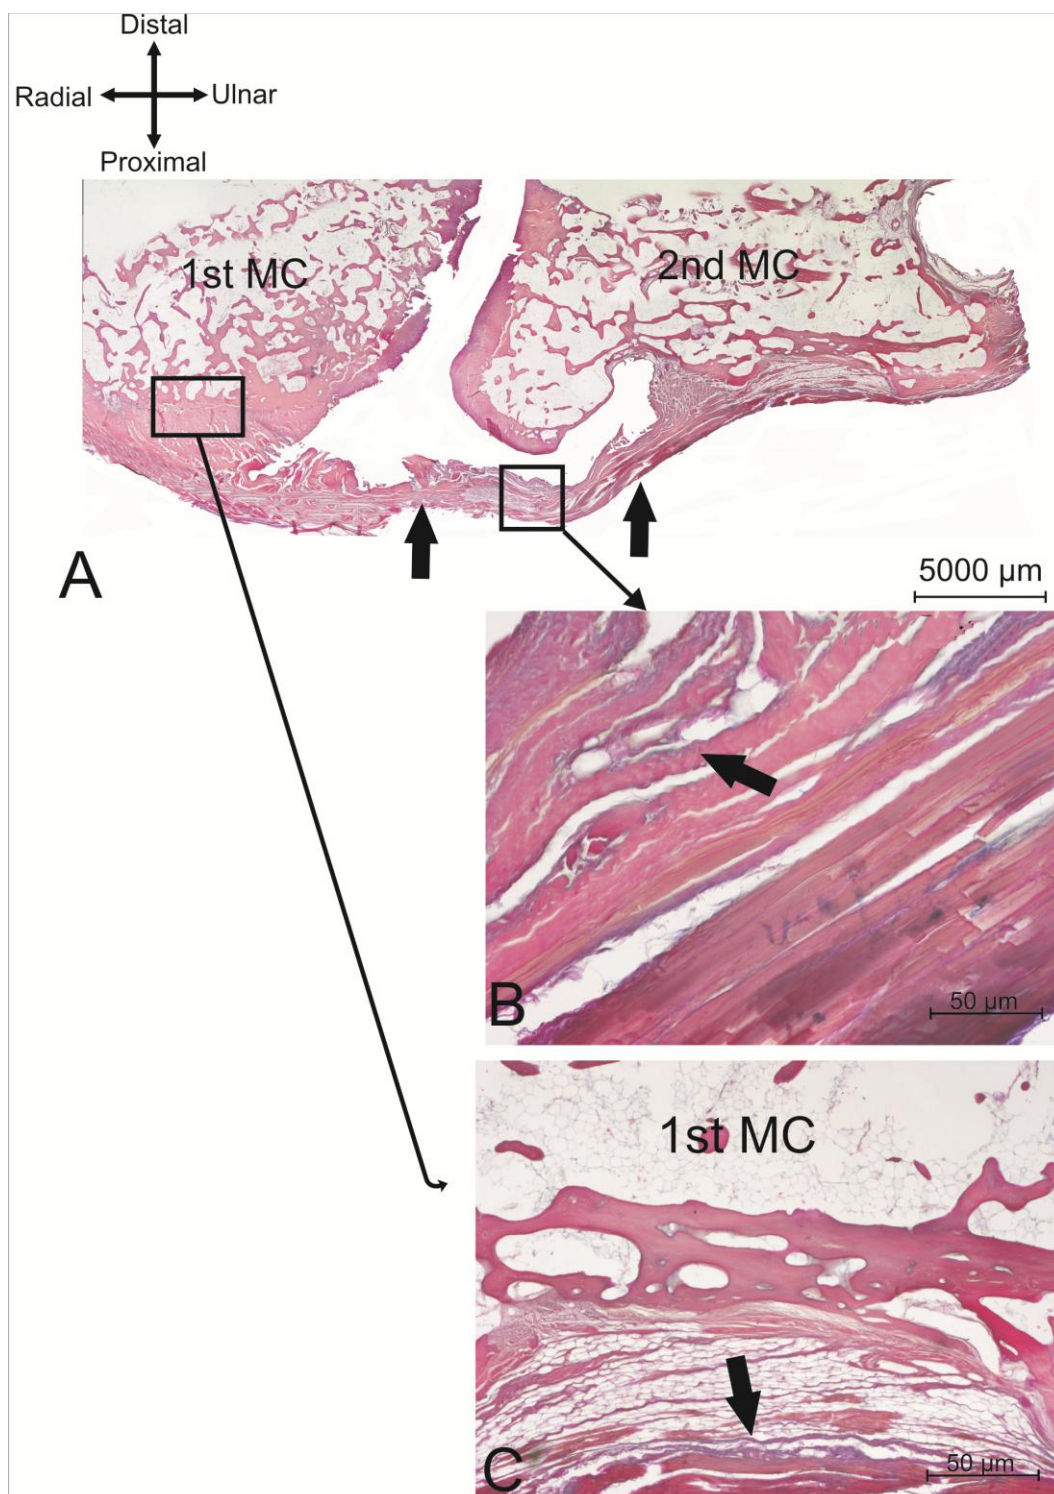 Distal
Radial
Ulnar
Proximal
1st MC
2nd MC
A
5000 µm
B
50 µm
1st MC
C
50 µm